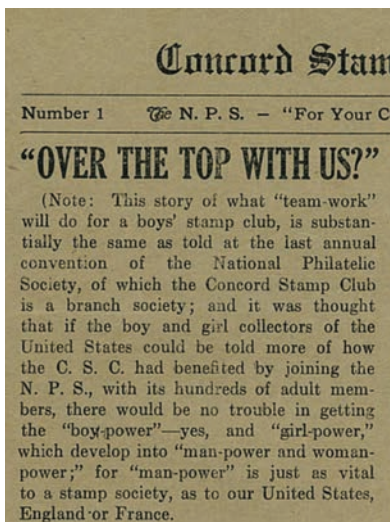 Concord Stam
Number 1 The N. P. S. — "For Your C
"OVER THE TOP WITH US?"
(Note: This story of what "team-work"
will do for a boys' stamp club, is substan-
tially the same as told at the last annual
convention of the National Philatelic
Society, of which the Concord Stamp Club
is a branch society; and it was thought
that if the boy and girl collectors of the
United States could be told more of how
the C. S. C. had benefited by joining the
N. P. S., with its hundreds of adult mem-
bers, there would be no trouble in getting
the "boy-power"—yes, and "girl-power,"
which develop into "man-power and woman-
power;" for "man-power" is just as vital
to a stamp society, as to our United States,
England or France.